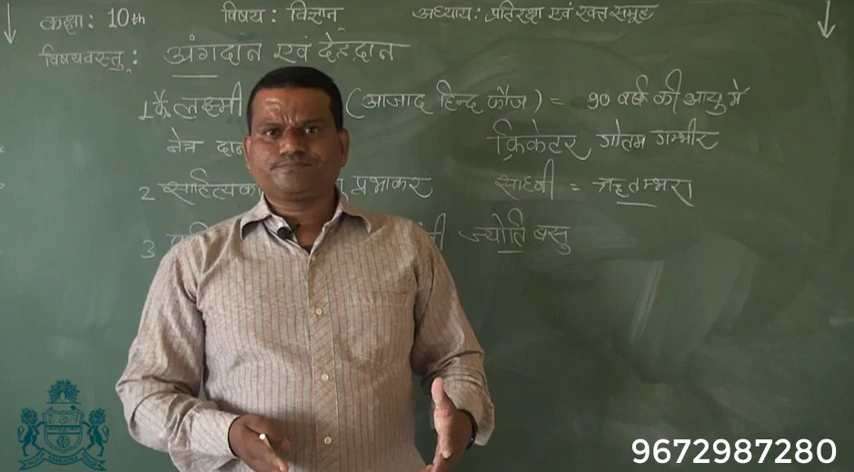 कक्षा: 10th विषय: विज्ञान अध्याय: प्रतिरक्षा एवं रक्त समूह
विषयवस्तु: अंगदान एवं देहदान
1. कै. लक्ष्मी (आजाद हिन्द फौज) = 90 वर्ष की आयु में
नेत्र दान क्रिकेटर गौतम गम्भीर
2 साहित्यका प्रभाकर साध्वी = ऋतम्भरा
3 ज्योति बसु
9672987280